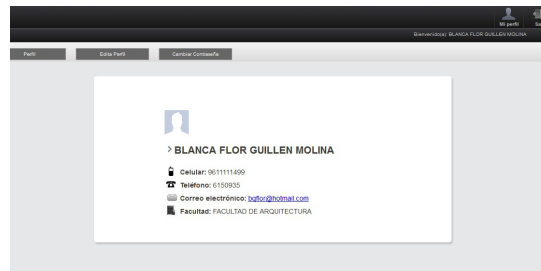 Mi perfil Sa
Bienvenido(a): BLANCA FLOR GUILLEN MOLINA
Perfil Edita Perfil Cambiar Contraseña
> BLANCA FLOR GUILLEN MOLINA
Celular: 9611111499
Teléfono: 6150935
Correo electrónico: bgflor@hotmail.com
Facultad: FACULTAD DE ARQUITECTURA